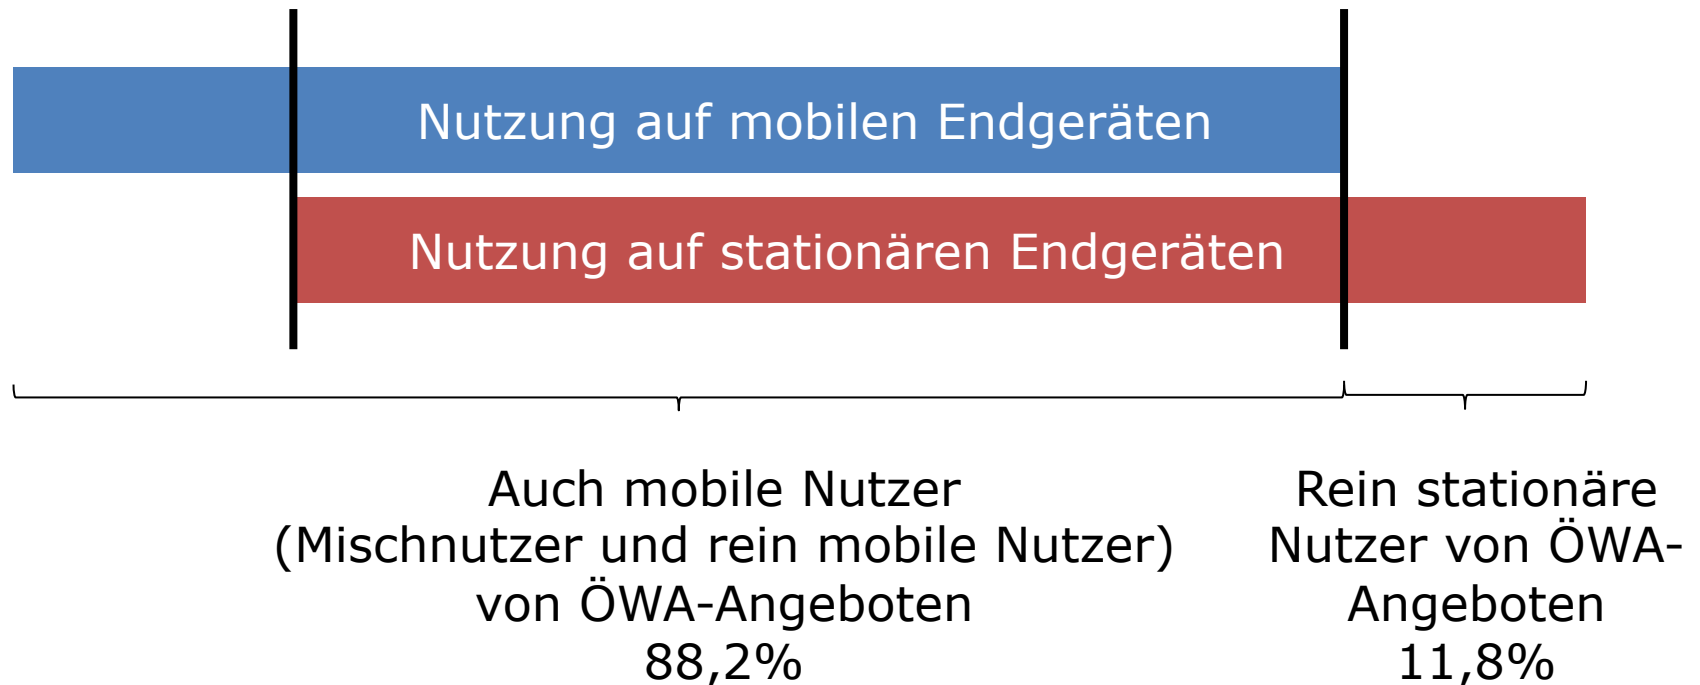 Nutzung auf mobilen Endgeräten
Nutzung auf stationären Endgeräten
Auch mobile Nutzer
(Mischnutzer und rein mobile Nutzer)
von ÖWA-Angeboten
88,2%
Rein stationäre
Nutzer von ÖWA-
Angeboten
11,8%